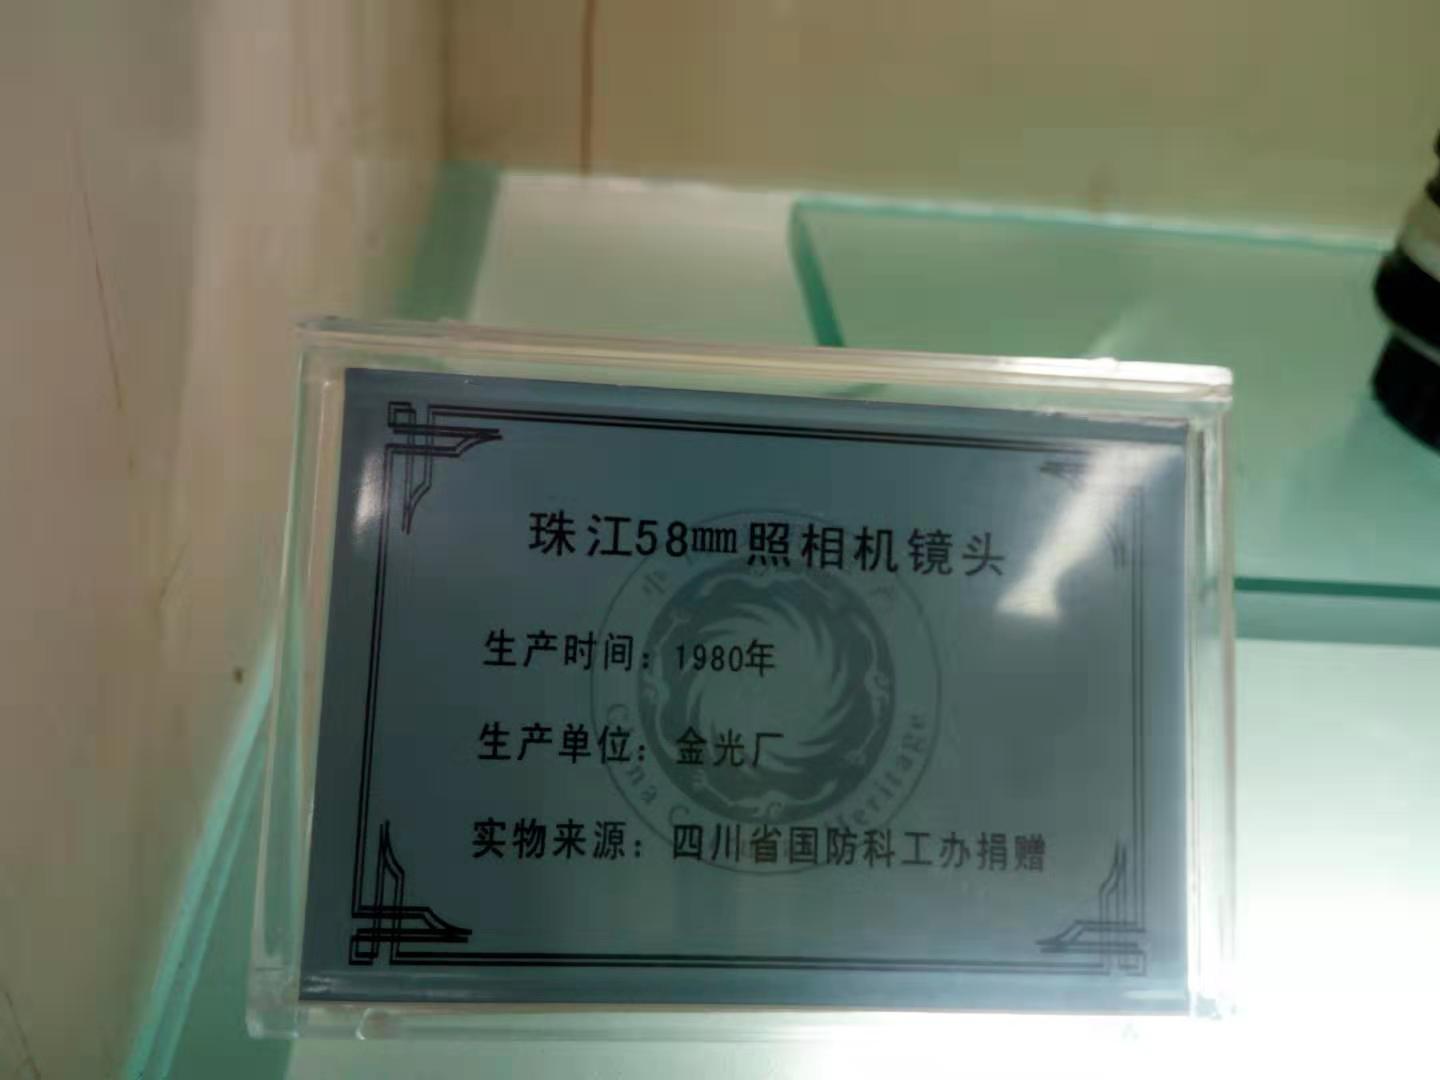 珠江58mm照相机镜头
生产时间：1980年
生产单位：金光厂
实物来源：四川省国防科工办捐赠
China C Heritage